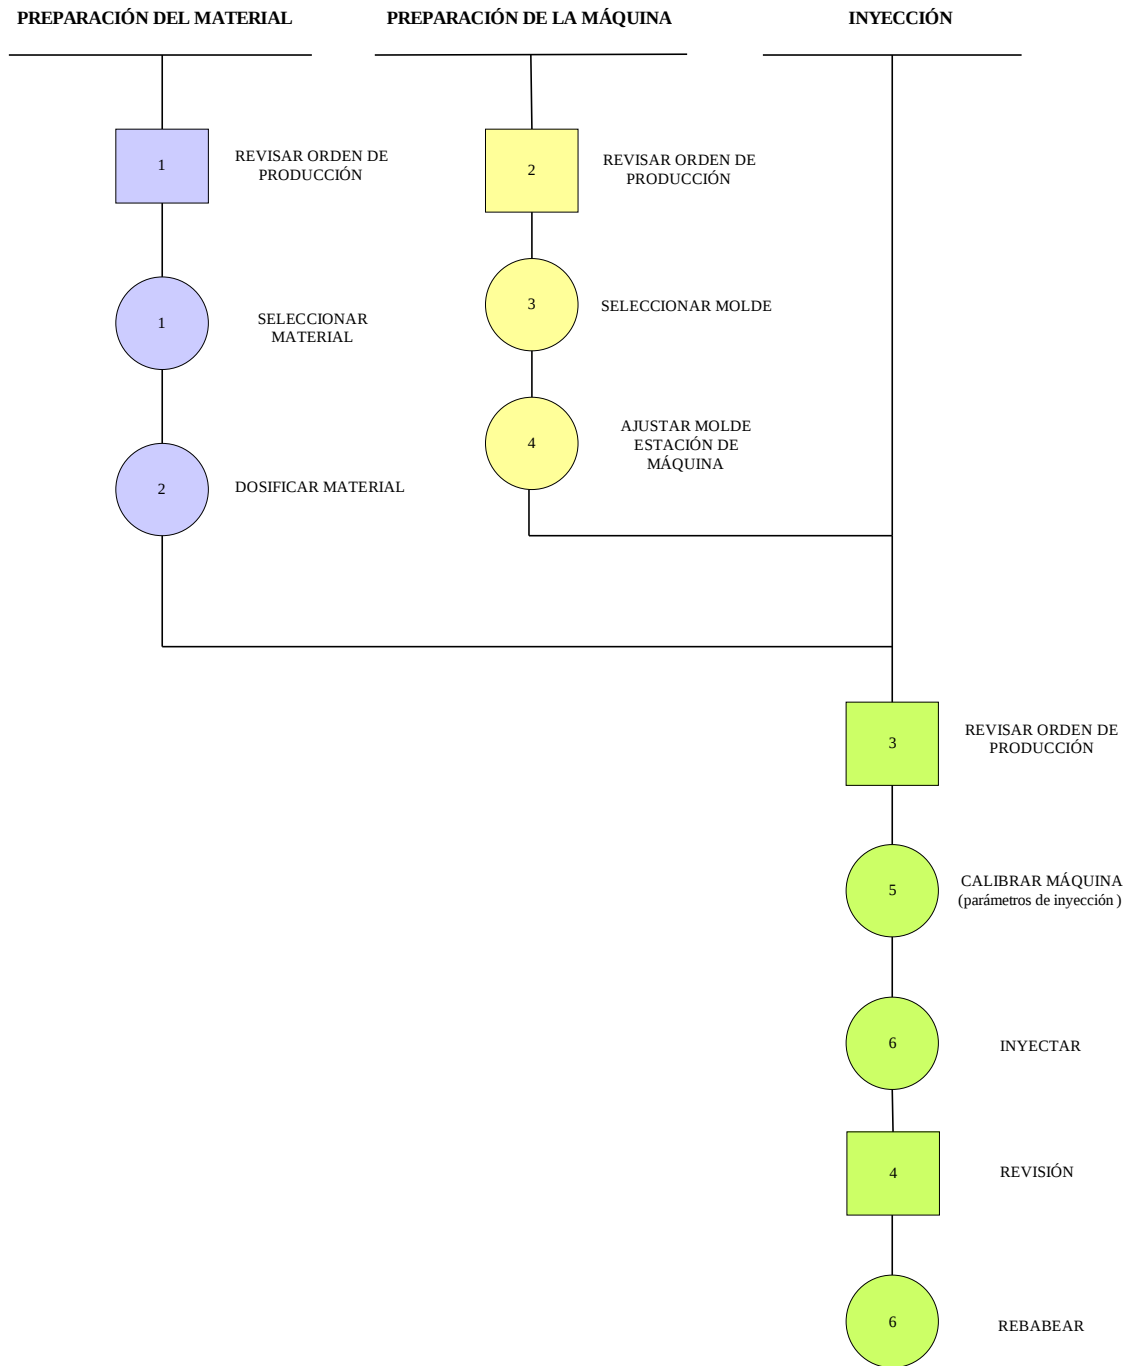 PREPARACIÓN DEL MATERIAL
PREPARACIÓN DE LA MÁQUINA
INYECCIÓN
1
REVISAR ORDEN DE
PRODUCCIÓN
2
REVISAR ORDEN DE
PRODUCCIÓN
1
SELECCIONAR
MATERIAL
3
SELECCIONAR MOLDE
2
DOSIFICAR MATERIAL
4
AJUSTAR MOLDE
ESTACIÓN DE
MÁQUINA
3
REVISAR ORDEN DE
PRODUCCIÓN
5
CALIBRAR MÁQUINA
(parámetros de inyección )
6
INYECTAR
4
REVISIÓN
6
REBABEAR